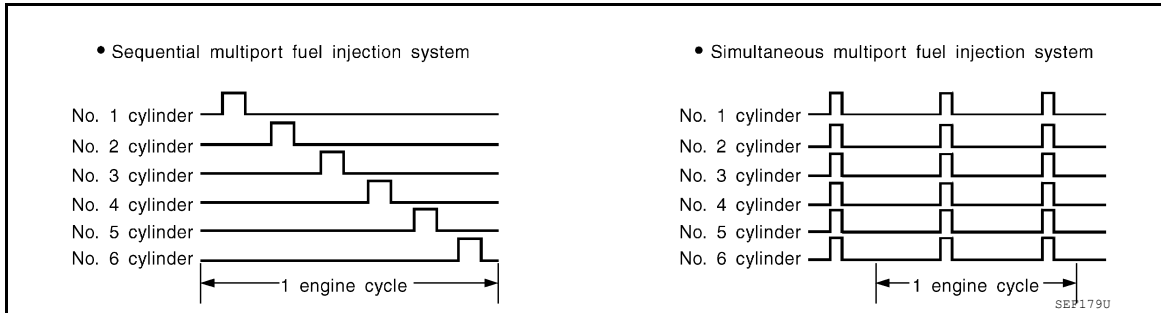 • Sequential multiport fuel injection system
No. 1 cylinder
No. 2 cylinder
No. 3 cylinder
No. 4 cylinder
No. 5 cylinder
No. 6 cylinder
1 engine cycle
• Simultaneous multiport fuel injection system
No. 1 cylinder
No. 2 cylinder
No. 3 cylinder
No. 4 cylinder
No. 5 cylinder
No. 6 cylinder
1 engine cycle
SEF179U